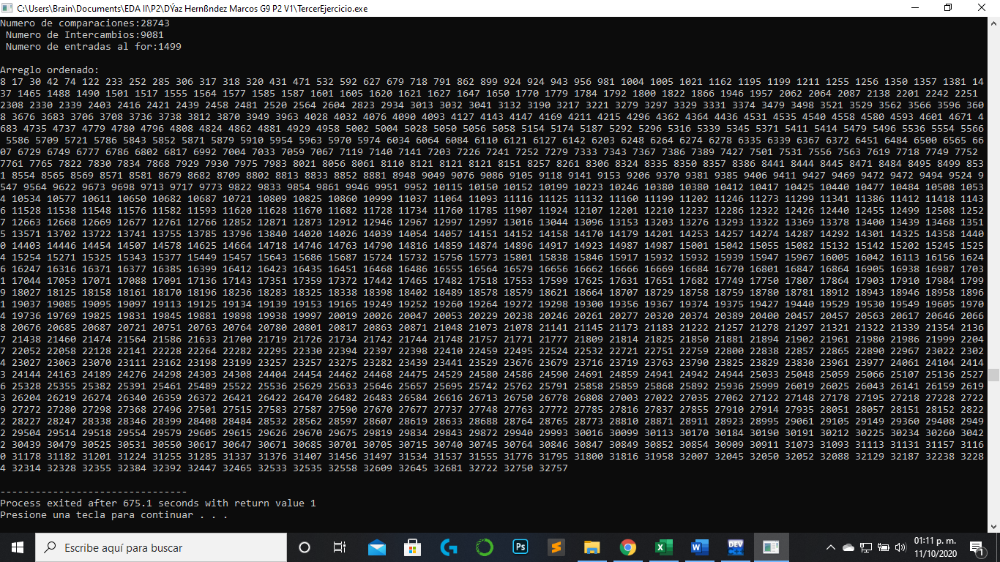 C:\Users\Brain\Documents\EDA II\P2\DÝaz Hernßndez Marcos G9 P2 V1\TercerEjercicio.exe
Numero de comparaciones:28743
Numero de Intercambios:9081
Numero de entradas al for:1499
Arreglo ordenado:
8 17 30 42 74 122 233 252 285 306 317 318 320 431 471 532 592 627 679 718 791 862 899 924 924 943 956 981 1004 1005 1021 1162 1195 1199 1211 1255 1256 1350 1357 1381 14
37 1465 1488 1490 1501 1517 1555 1564 1577 1585 1587 1601 1605 1620 1621 1627 1647 1650 1770 1779 1784 1792 1800 1822 1866 1946 1957 2062 2064 2087 2138 2201 2242 2251
2308 2330 2339 2403 2416 2421 2439 2458 2481 2520 2564 2604 2823 2934 3013 3032 3041 3132 3190 3217 3221 3279 3297 3329 3331 3374 3479 3498 3521 3529 3562 3566 3596 360
8 3676 3683 3706 3708 3736 3738 3812 3870 3949 3963 4028 4032 4076 4090 4093 4127 4143 4147 4169 4211 4215 4296 4362 4364 4436 4531 4535 4540 4558 4580 4593 4601 4671 4
683 4735 4737 4779 4780 4796 4808 4824 4862 4881 4929 4958 5002 5004 5028 5050 5056 5058 5154 5174 5187 5292 5296 5316 5339 5345 5371 5411 5414 5479 5496 5536 5554 5566
5586 5709 5721 5786 5843 5852 5871 5879 5910 5954 5963 5970 5974 6034 6064 6084 6110 6121 6127 6142 6203 6248 6264 6274 6278 6335 6339 6367 6372 6451 6484 6500 6565 66
07 6729 6749 6777 6786 6802 6817 6992 7004 7033 7059 7067 7119 7140 7141 7203 7226 7241 7252 7279 7333 7343 7367 7386 7389 7427 7501 7531 7556 7563 7619 7718 7749 7752
7761 7765 7822 7830 7834 7868 7929 7930 7975 7983 8021 8056 8061 8110 8121 8121 8121 8151 8257 8261 8306 8324 8335 8350 8357 8386 8441 8444 8445 8471 8484 8495 8499 853
1 8554 8565 8569 8571 8581 8679 8682 8709 8802 8813 8833 8852 8881 8948 9049 9076 9086 9105 9118 9141 9153 9206 9370 9381 9385 9406 9411 9427 9469 9472 9472 9494 9524 9
547 9564 9622 9673 9698 9713 9717 9773 9822 9833 9854 9861 9946 9951 9952 10115 10150 10152 10199 10223 10246 10380 10380 10412 10417 10425 10440 10477 10484 10508 1053
4 10534 10577 10611 10650 10682 10687 10721 10809 10825 10860 10999 11037 11064 11093 11116 11125 11132 11160 11199 11202 11246 11273 11299 11341 11386 11412 11418 1143
6 11528 11538 11548 11576 11582 11593 11620 11628 11670 11682 11728 11734 11760 11785 11907 11924 12107 12201 12210 12237 12286 12322 12426 12440 12455 12499 12508 1252
7 12663 12668 12669 12677 12761 12766 12852 12871 12873 12912 12946 12967 12997 12997 13016 13044 13096 13153 13203 13276 13293 13322 13369 13378 13400 13439 13468 1351
5 13571 13702 13722 13741 13755 13785 13796 13840 14020 14026 14039 14054 14057 14151 14152 14158 14170 14179 14201 14253 14257 14274 14287 14292 14301 14325 14358 1440
0 14403 14446 14454 14507 14578 14625 14664 14718 14746 14763 14790 14816 14859 14874 14896 14917 14923 14987 14987 15001 15042 15055 15082 15132 15142 15202 15245 1525
4 15254 15271 15325 15343 15377 15449 15457 15643 15686 15687 15724 15732 15756 15773 15801 15838 15846 15917 15932 15932 15939 15947 15967 16005 16042 16113 16156 1624
6 16247 16316 16371 16377 16385 16399 16412 16423 16435 16451 16468 16486 16555 16564 16579 16656 16662 16666 16669 16684 16770 16801 16847 16864 16905 16938 16987 1703
1 17044 17053 17071 17088 17091 17136 17143 17351 17359 17372 17442 17465 17482 17518 17553 17599 17625 17631 17651 17682 17749 17750 17807 17864 17903 17910 17984 1799
9 18027 18125 18158 18161 18170 18196 18236 18283 18325 18338 18398 18402 18489 18578 18579 18621 18664 18707 18729 18758 18759 18780 18781 18912 18943 18946 18958 1896
1 19037 19085 19095 19097 19113 19125 19134 19139 19153 19165 19249 19252 19260 19264 19272 19298 19300 19356 19367 19374 19375 19427 19440 19529 19530 19549 19605 1970
4 19736 19769 19825 19831 19845 19881 19898 19938 19997 20019 20026 20047 20053 20229 20238 20246 20261 20277 20320 20374 20389 20400 20457 20457 20563 20617 20646 2066
8 20676 20685 20687 20721 20751 20763 20764 20780 20801 20817 20863 20871 21048 21073 21078 21141 21145 21173 21183 21222 21257 21278 21297 21321 21322 21339 21354 2136
7 21438 21460 21474 21564 21586 21633 21700 21719 21726 21734 21742 21744 21748 21757 21771 21777 21809 21814 21825 21850 21881 21894 21902 21961 21980 21986 21999 2204
7 22052 22058 22128 22141 22228 22264 22282 22295 22330 22394 22397 22398 22410 22459 22495 22524 22532 22721 22751 22759 22800 22838 22857 22865 22890 22967 23022 2302
4 23027 23063 23070 23111 23162 23198 23199 23257 23257 23275 23282 23439 23441 23529 23676 23679 23716 23719 23763 23790 23825 23829 23830 23961 23977 24061 24104 2414
3 24144 24163 24189 24276 24298 24303 24308 24404 24454 24462 24468 24475 24529 24580 24586 24590 24691 24859 24941 24942 24944 25033 25048 25059 25066 25107 25136 2527
6 25328 25355 25382 25391 25461 25489 25522 25536 25629 25633 25646 25657 25695 25742 25762 25791 25858 25859 25868 25892 25936 25999 26019 26025 26043 26141 26159 2619
3 26204 26219 26274 26340 26359 26372 26421 26422 26470 26482 26483 26584 26616 26713 26750 26778 26808 27003 27022 27035 27062 27122 27148 27178 27195 27218 27228 2722
9 27272 27280 27298 27368 27496 27501 27515 27583 27587 27590 27670 27677 27737 27748 27763 27772 27785 27816 27837 27855 27910 27914 27935 28051 28057 28151 28152 2822
2 28227 28247 28338 28346 28399 28408 28484 28532 28562 28597 28607 28619 28633 28688 28764 28765 28773 28810 28871 28911 28923 28995 29061 29105 29149 29360 29408 2949
2 29504 29514 29518 29554 29579 29605 29615 29626 29670 29675 29819 29834 29843 29872 29940 29993 30016 30099 30113 30170 30184 30190 30191 30212 30225 30234 30260 3042
2 30439 30479 30525 30531 30550 30617 30647 30671 30685 30701 30705 30715 30740 30745 30764 30846 30847 30849 30852 30854 30909 30911 31073 31093 31113 31131 31157 3116
0 31178 31182 31201 31224 31255 31285 31337 31376 31407 31456 31497 31534 31537 31555 31776 31795 31800 31816 31958 32007 32045 32050 32052 32088 32129 32187 32238 3228
4 32314 32328 32355 32384 32392 32447 32465 32533 32535 32558 32609 32645 32681 32722 32750 32757
--------------------------------
Process exited after 675.1 seconds with return value 1
Presione una tecla para continuar . . .
Escribe aquí para buscar
Ps
DEV
C++
01:11 p. m.
11/10/2020
1